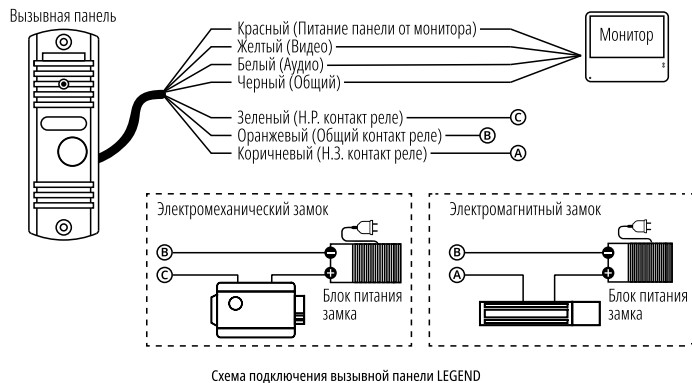 Вызывная панель
Красный (Питание панели от монитора)
Желтый (Видео)
Белый (Аудио)
Черный (Общий)
Монитор
Зеленый (Н.Р. контакт реле) C
Оранжевый (Общий контакт реле) B
Коричневый (Н.З. контакт реле) A
Электромеханический замок
B
C
Блок питания
замка
Электромагнитный замок
B
A
Блок питания
замка
Схема подключения вызывной панели LEGEND